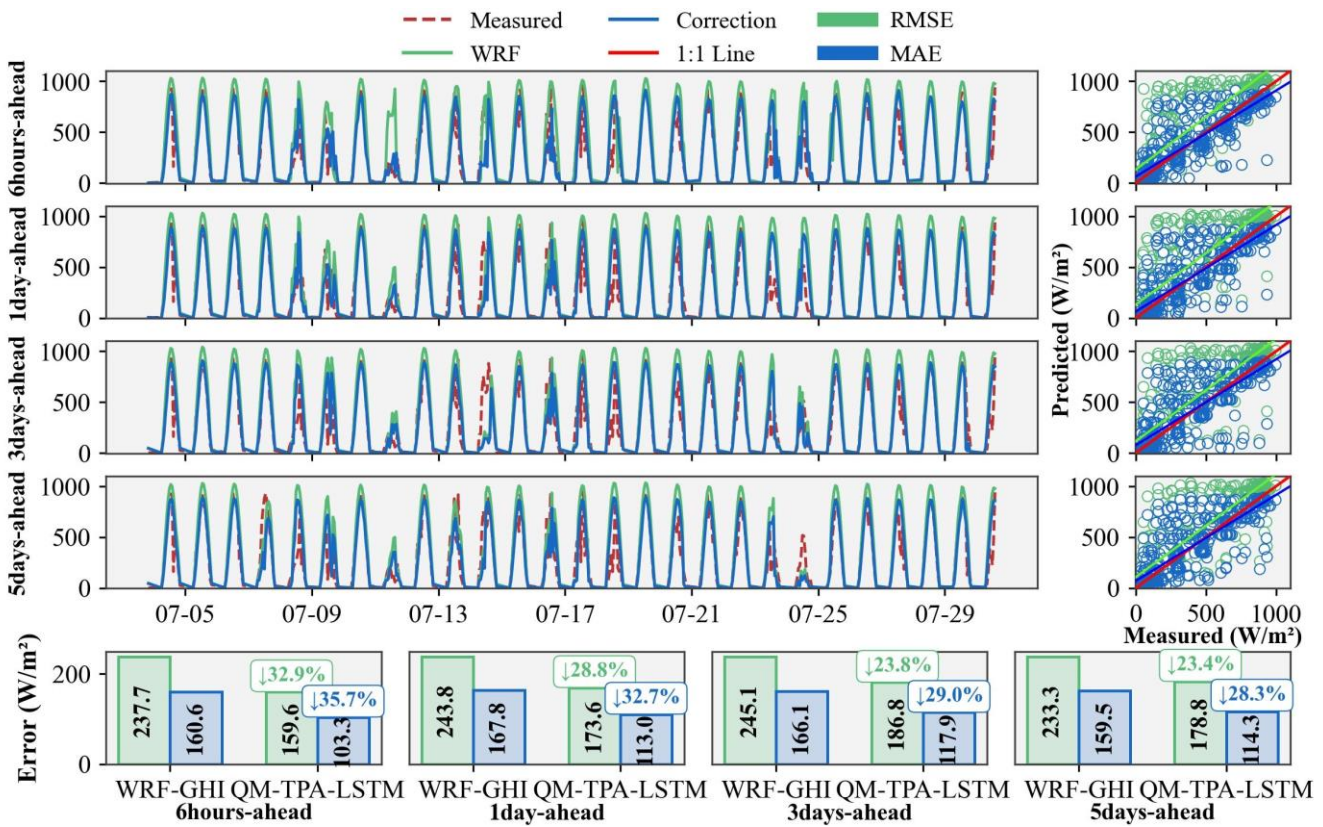 Measured Correction RMSE
WRF 1:1 Line MAE
6hours-ahead
1000
500
0
1000
500
0
1day-ahead
1000
500
0
1000
500
0
3days-ahead
1000
500
0
1000
500
0
5days-ahead
1000
500
0
1000
500
0
Predicted (W/m²)
07-05 07-09 07-13 07-17 07-21 07-25 07-29
0 500 1000
Measured (W/m²)
Error (W/m²)
200
0
237.7 160.6 159.6 103.3
↓32.9%
↓35.7%
243.8 167.8 173.6 113.0
↓28.8%
↓32.7%
245.1 166.1 186.8 117.9
↓23.8%
↓29.0%
233.3 159.5 178.8 114.3
↓23.4%
↓28.3%
WRF-GHI QM-TPA-LSTM WRF-GHI QM-TPA-LSTM WRF-GHI QM-TPA-LSTM WRF-GHI QM-TPA-LSTM
6hours-ahead 1day-ahead 3days-ahead 5days-ahead